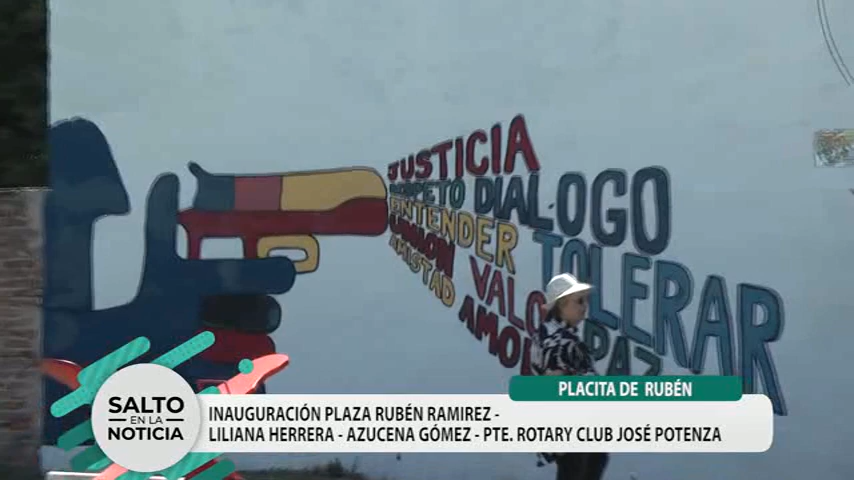 JUSTICIA
RESPETO DIALOGO
ENTENDER TOLERAR
UNION VALO
AMISTAD AMO PAZ
PLACITA DE RUBÉN
SALTO
EN LA
NOTICIA
INAUGURACIÓN PLAZA RUBÉN RAMIREZ -
LILIANA HERRERA - AZUCENA GÓMEZ - PTE. ROTARY CLUB JOSÉ POTENZA